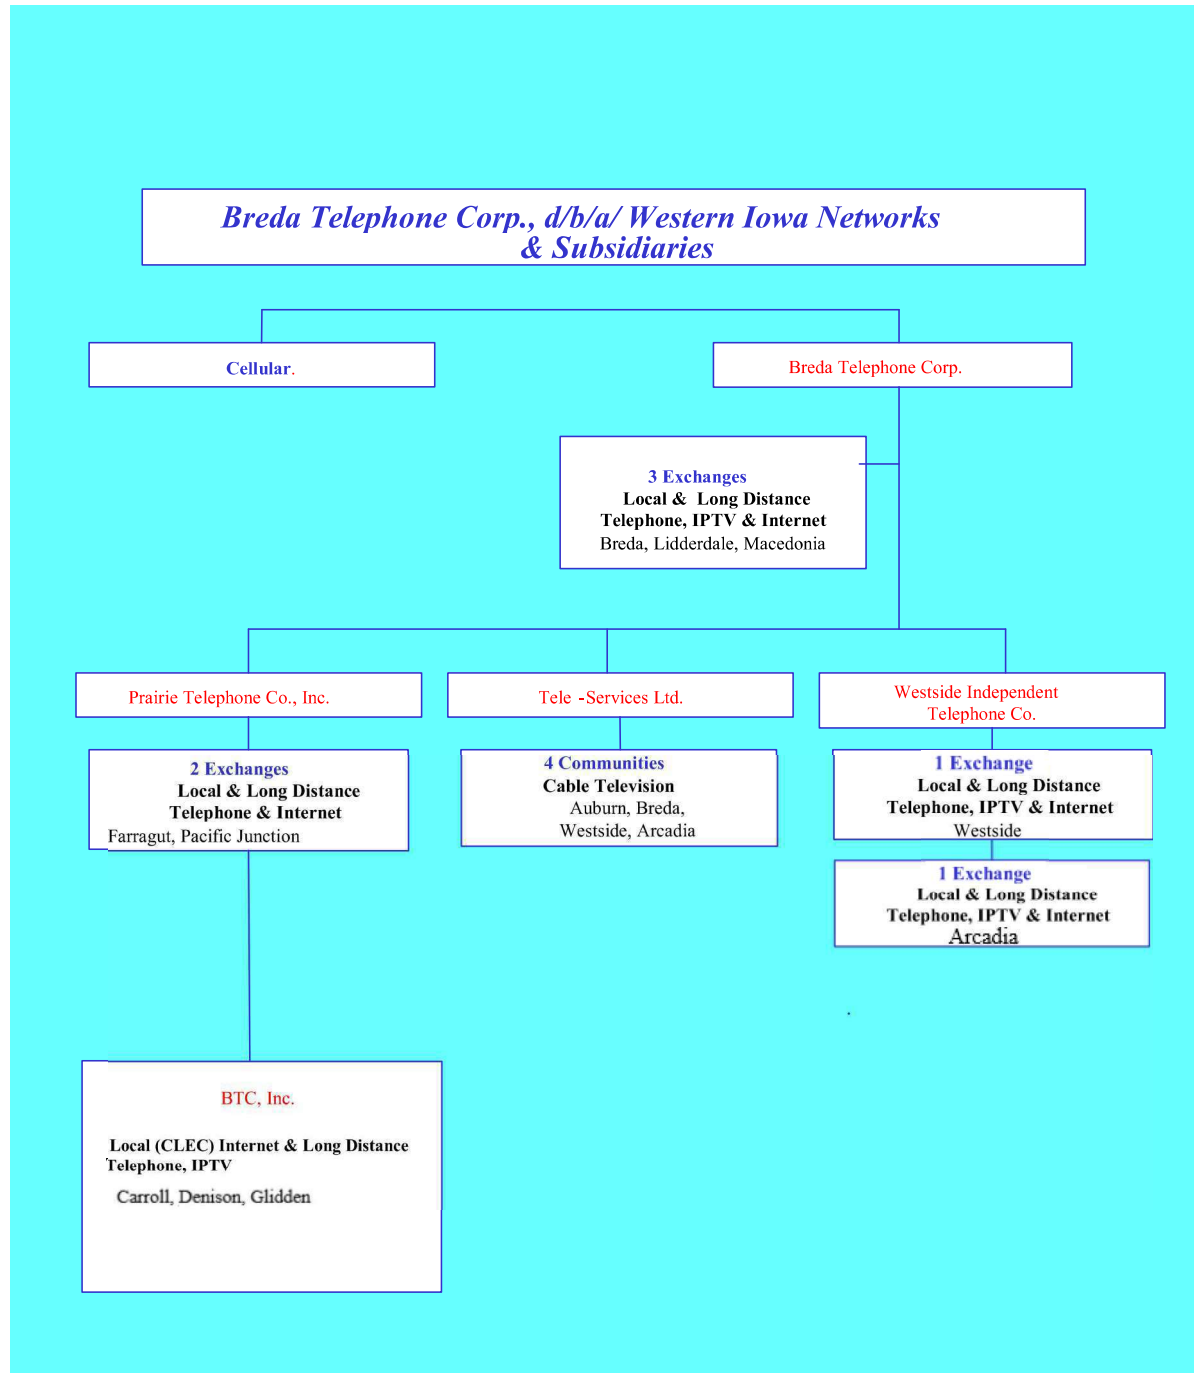 Breda Telephone Corp., d/b/a/ Western Iowa Networks
& Subsidiaries
Cellular.
Breda Telephone Corp.
3 Exchanges
Local & Long Distance
Telephone, IPTV & Internet
Breda, Lidderdale, Macedonia
Prairie Telephone Co., Inc.
Tele -Services Ltd.
Westside Independent
Telephone Co.
2 Exchanges
Local & Long Distance
Telephone & Internet
Farragut, Pacific Junction
4 Communities
Cable Television
Auburn, Breda,
Westside, Arcadia
1 Exchange
Local & Long Distance
Telephone, IPTV & Internet
Westside
1 Exchange
Local & Long Distance
Telephone, IPTV & Internet
Arcadia
BTC, Inc.
Local (CLEC) Internet & Long Distance
Telephone, IPTV
Carroll, Denison, Glidden